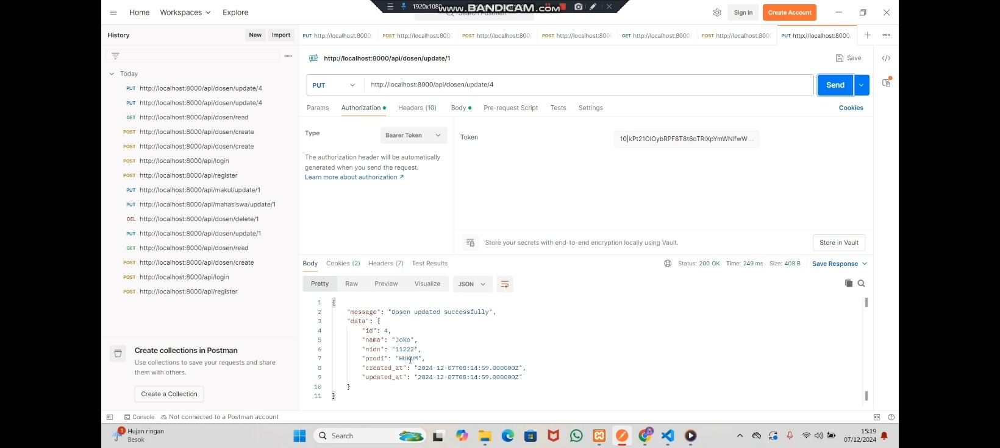 1920x1080
www.BANDICAM.com
Home
Workspaces
Explore
Search Postman
Sign In
Create Account
History
New
Import
PUT http://localhost:8000/
POST http://localhost:8000
POST http://localhost:8000
POST http://localhost:8000
GET http://localhost:8000/
POST http://localhost:8000
PUT http://localhost:8000/
Today
PUT http://localhost:8000/api/dosen/update/4
PUT http://localhost:8000/api/dosen/update/4
GET http://localhost:8000/api/dosen/read
POST http://localhost:8000/api/dosen/create
POST http://localhost:8000/api/dosen/create
POST http://localhost:8000/api/login
POST http://localhost:8000/api/register
PUT http://localhost:8000/api/makul/update/1
PUT http://localhost:8000/api/mahasiswa/update/1
DEL http://localhost:8000/api/dosen/delete/1
PUT http://localhost:8000/api/dosen/update/1
GET http://localhost:8000/api/dosen/read
POST http://localhost:8000/api/dosen/create
POST http://localhost:8000/api/login
POST http://localhost:8000/api/register
Create collections in Postman
Use collections to save your requests and share
them with others.
Create a Collection
HTTP http://localhost:8000/api/dosen/update/1
Save
PUT
http://localhost:8000/api/dosen/update/4
Send
Params
Authorization
Headers (10)
Body
Pre-request Script
Tests
Settings
Cookies
Type
Bearer Token
The authorization header will be automatically
generated when you send the request.
Learn more about authorization
Token
Store your secrets with end-to-end encryption locally using Vault.
Store in Vault
Body
Cookies (2)
Headers (7)
Test Results
Status: 200 OK Time: 249 ms Size: 408 B
Save Response
Pretty
Raw
Preview
Visualize
JSON
1 {
2 "message": "Dosen updated successfully",
3 "data": {
4 "id": 4,
5 "nama": "Joko",
6 "nidn": "11222",
7 "prodi": "HUKUM",
8 "created_at": "2024-12-07T08:14:59.000000Z",
9 "updated_at": "2024-12-07T08:14:59.000000Z"
10 }
11 }
Console
Not connected to a Postman account
1
Hujan ringan
Besok
Search
15:19
07/12/2024